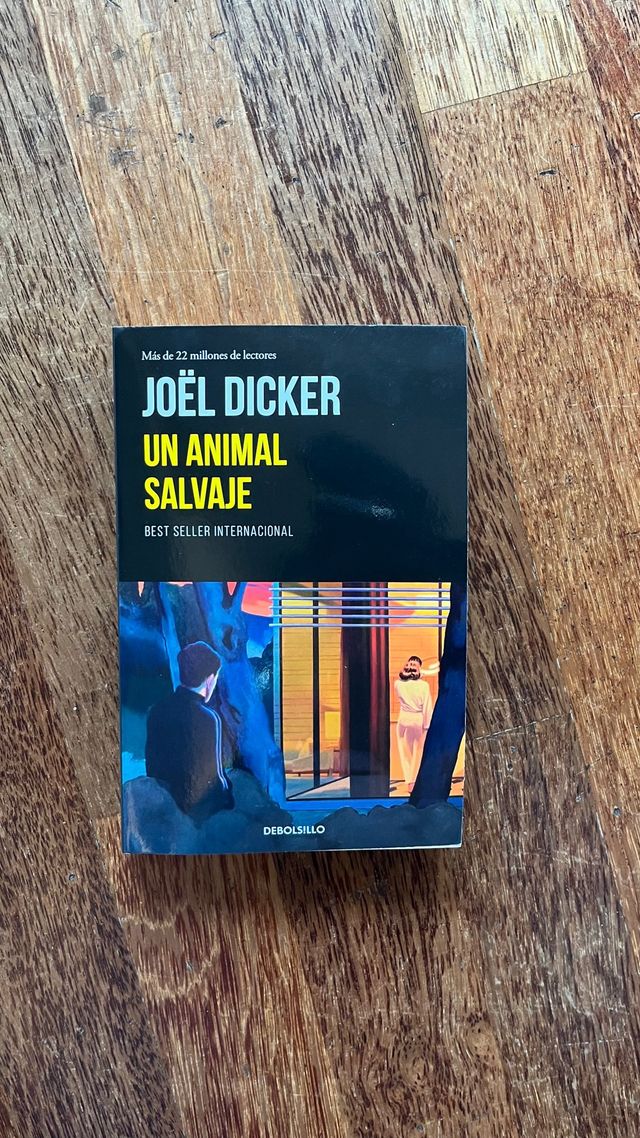 Más de 22 millones de lectores
JOËL DICKER
UN ANIMAL
SALVAJE
BEST SELLER INTERNACIONAL
DEBOLSILLO